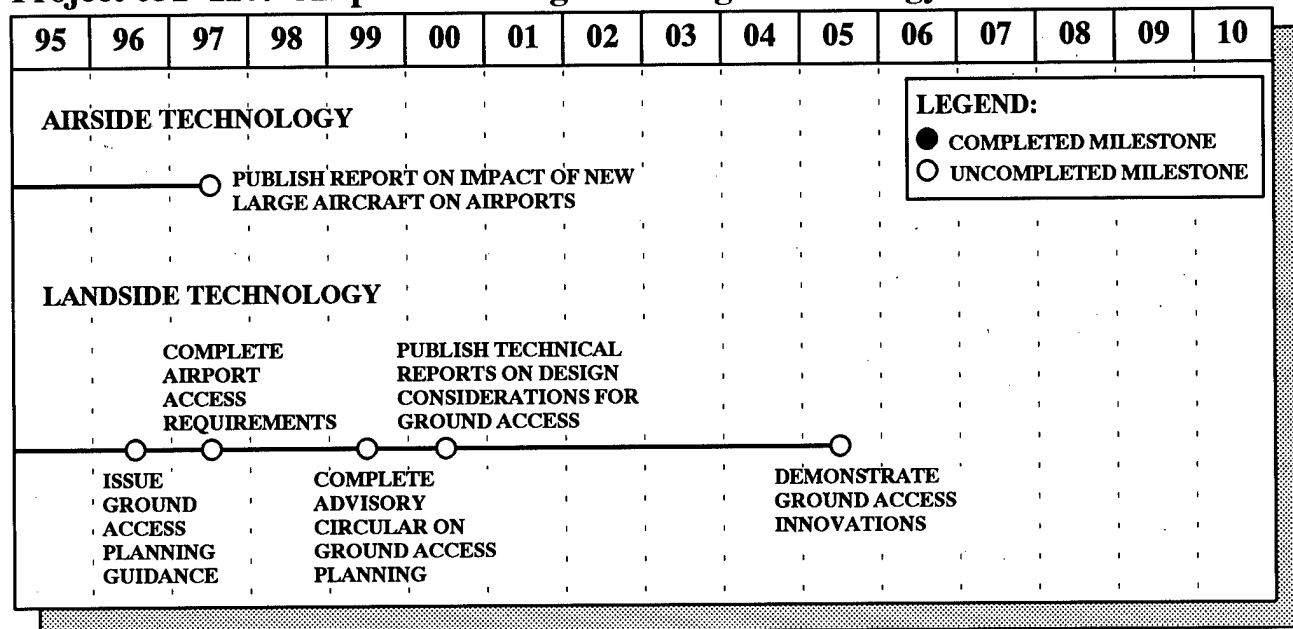 95 96 97 98 99 00 01 02 03 04 05 06 07 08 09 10
AIRSIDE TECHNOLOGY
PUBLISH REPORT ON IMPACT OF NEW
LARGE AIRCRAFT ON AIRPORTS
LEGEND:
COMPLETED MILESTONE
UNCOMPLETED MILESTONE
LANDSIDE TECHNOLOGY
COMPLETE
AIRPORT
ACCESS
REQUIREMENTS
PUBLISH TECHNICAL
REPORTS ON DESIGN
CONSIDERATIONS FOR
GROUND ACCESS
ISSUE
GROUND
ACCESS
PLANNING
GUIDANCE
COMPLETE
ADVISORY
CIRCULAR ON
GROUND ACCESS
PLANNING
DEMONSTRATE
GROUND ACCESS
INNOVATIONS